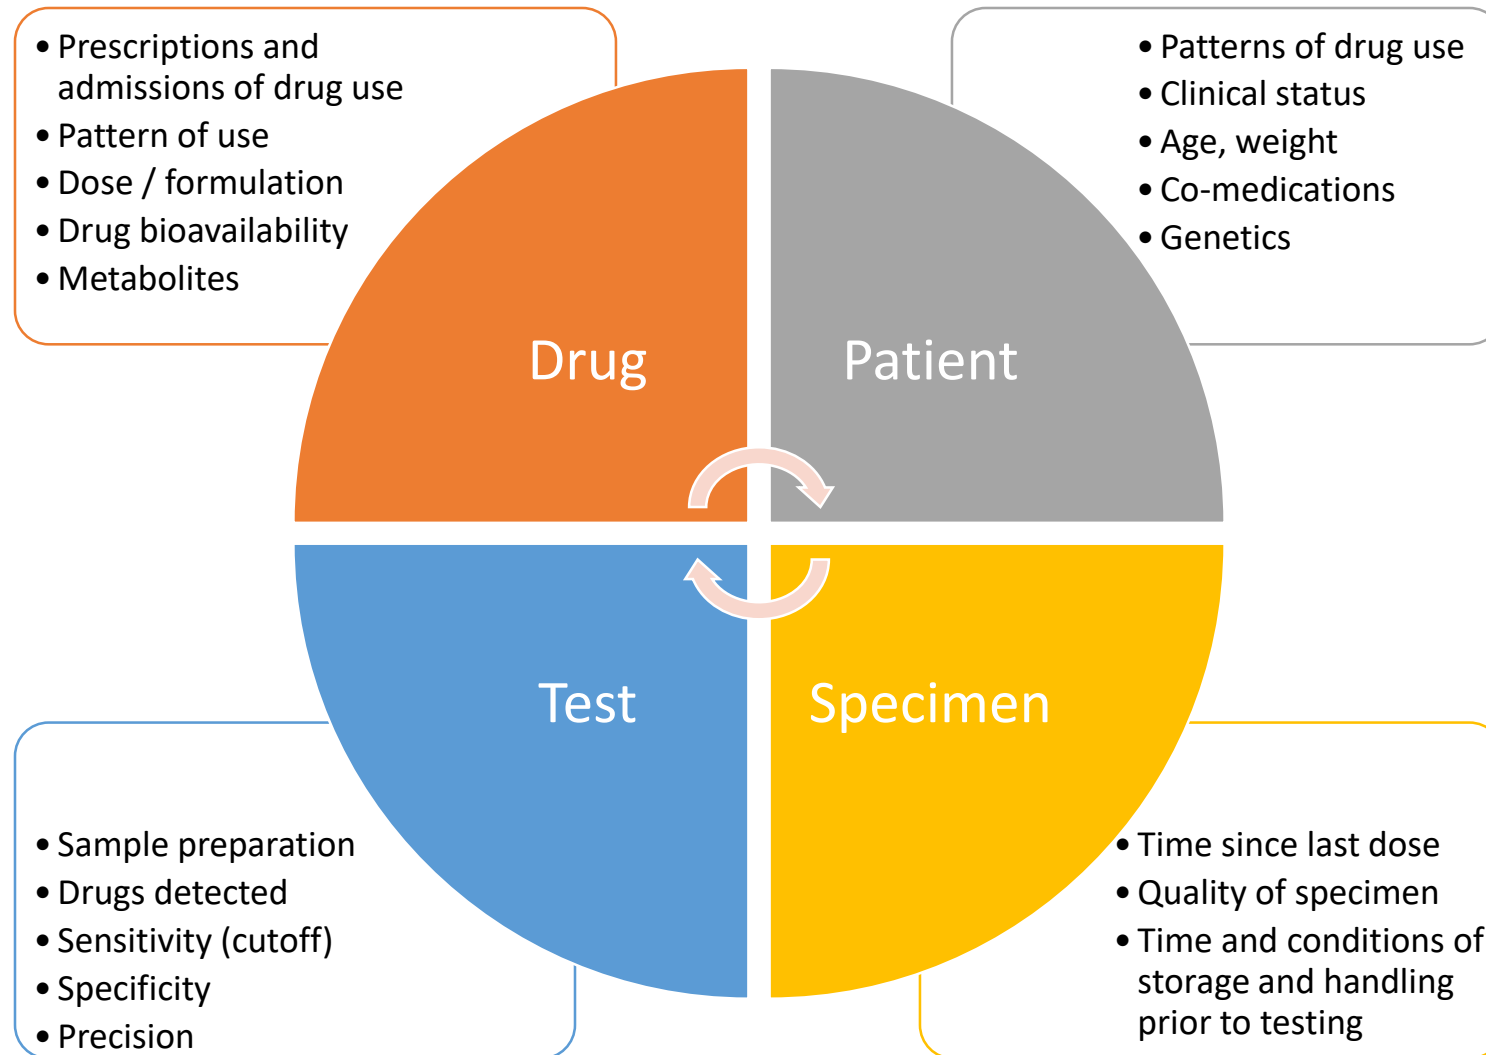 • Prescriptions and
admissions of drug use
• Pattern of use
• Dose / formulation
• Drug bioavailability
• Metabolites
• Patterns of drug use
• Clinical status
• Age, weight
• Co-medications
• Genetics
Drug
Patient
Test
Specimen
• Sample preparation
• Drugs detected
• Sensitivity (cutoff)
• Specificity
• Precision
• Time since last dose
• Quality of specimen
• Time and conditions of
storage and handling
prior to testing